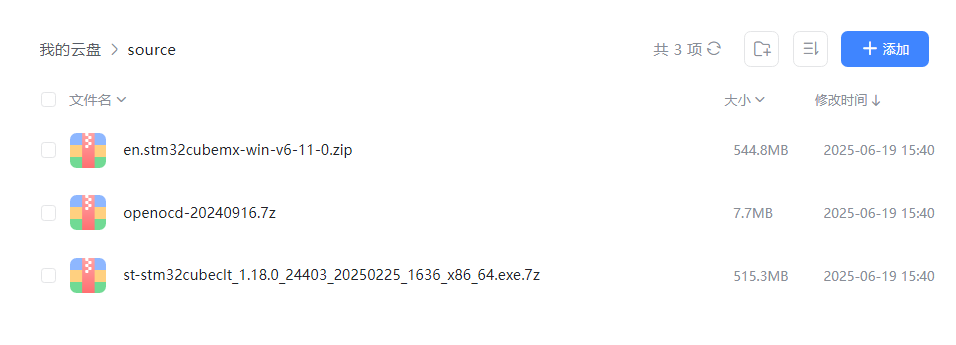 我的云盘 > source 共 3 项 添加
文件名 大小 修改时间
en.stm32cubemx-win-v6-11-0.zip 544.8MB 2025-06-19 15:40
openocd-20240916.7z 7.7MB 2025-06-19 15:40
st-stm32cubeclt_1.18.0_24403_20250225_1636_x86_64.exe.7z 515.3MB 2025-06-19 15:40